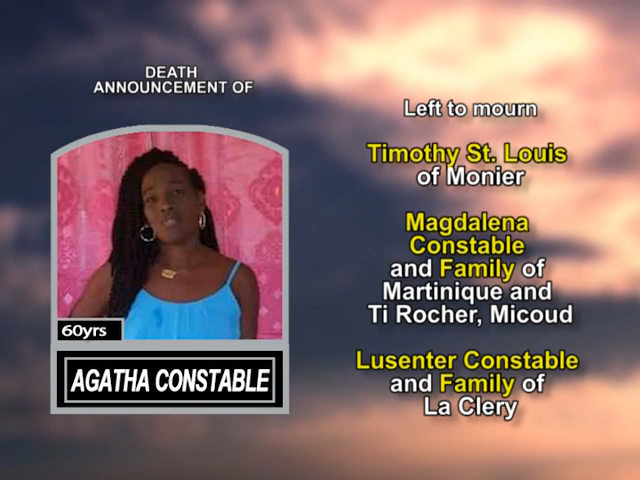 DEATH
ANNOUNCEMENT OF
60yrs
AGATHA CONSTABLE
Left to mourn
Timothy St. Louis
of Monier
Magdalena
Constable
and Family of
Martinique and
Ti Rocher, Micoud
Lusenter Constable
and Family of
La Clery